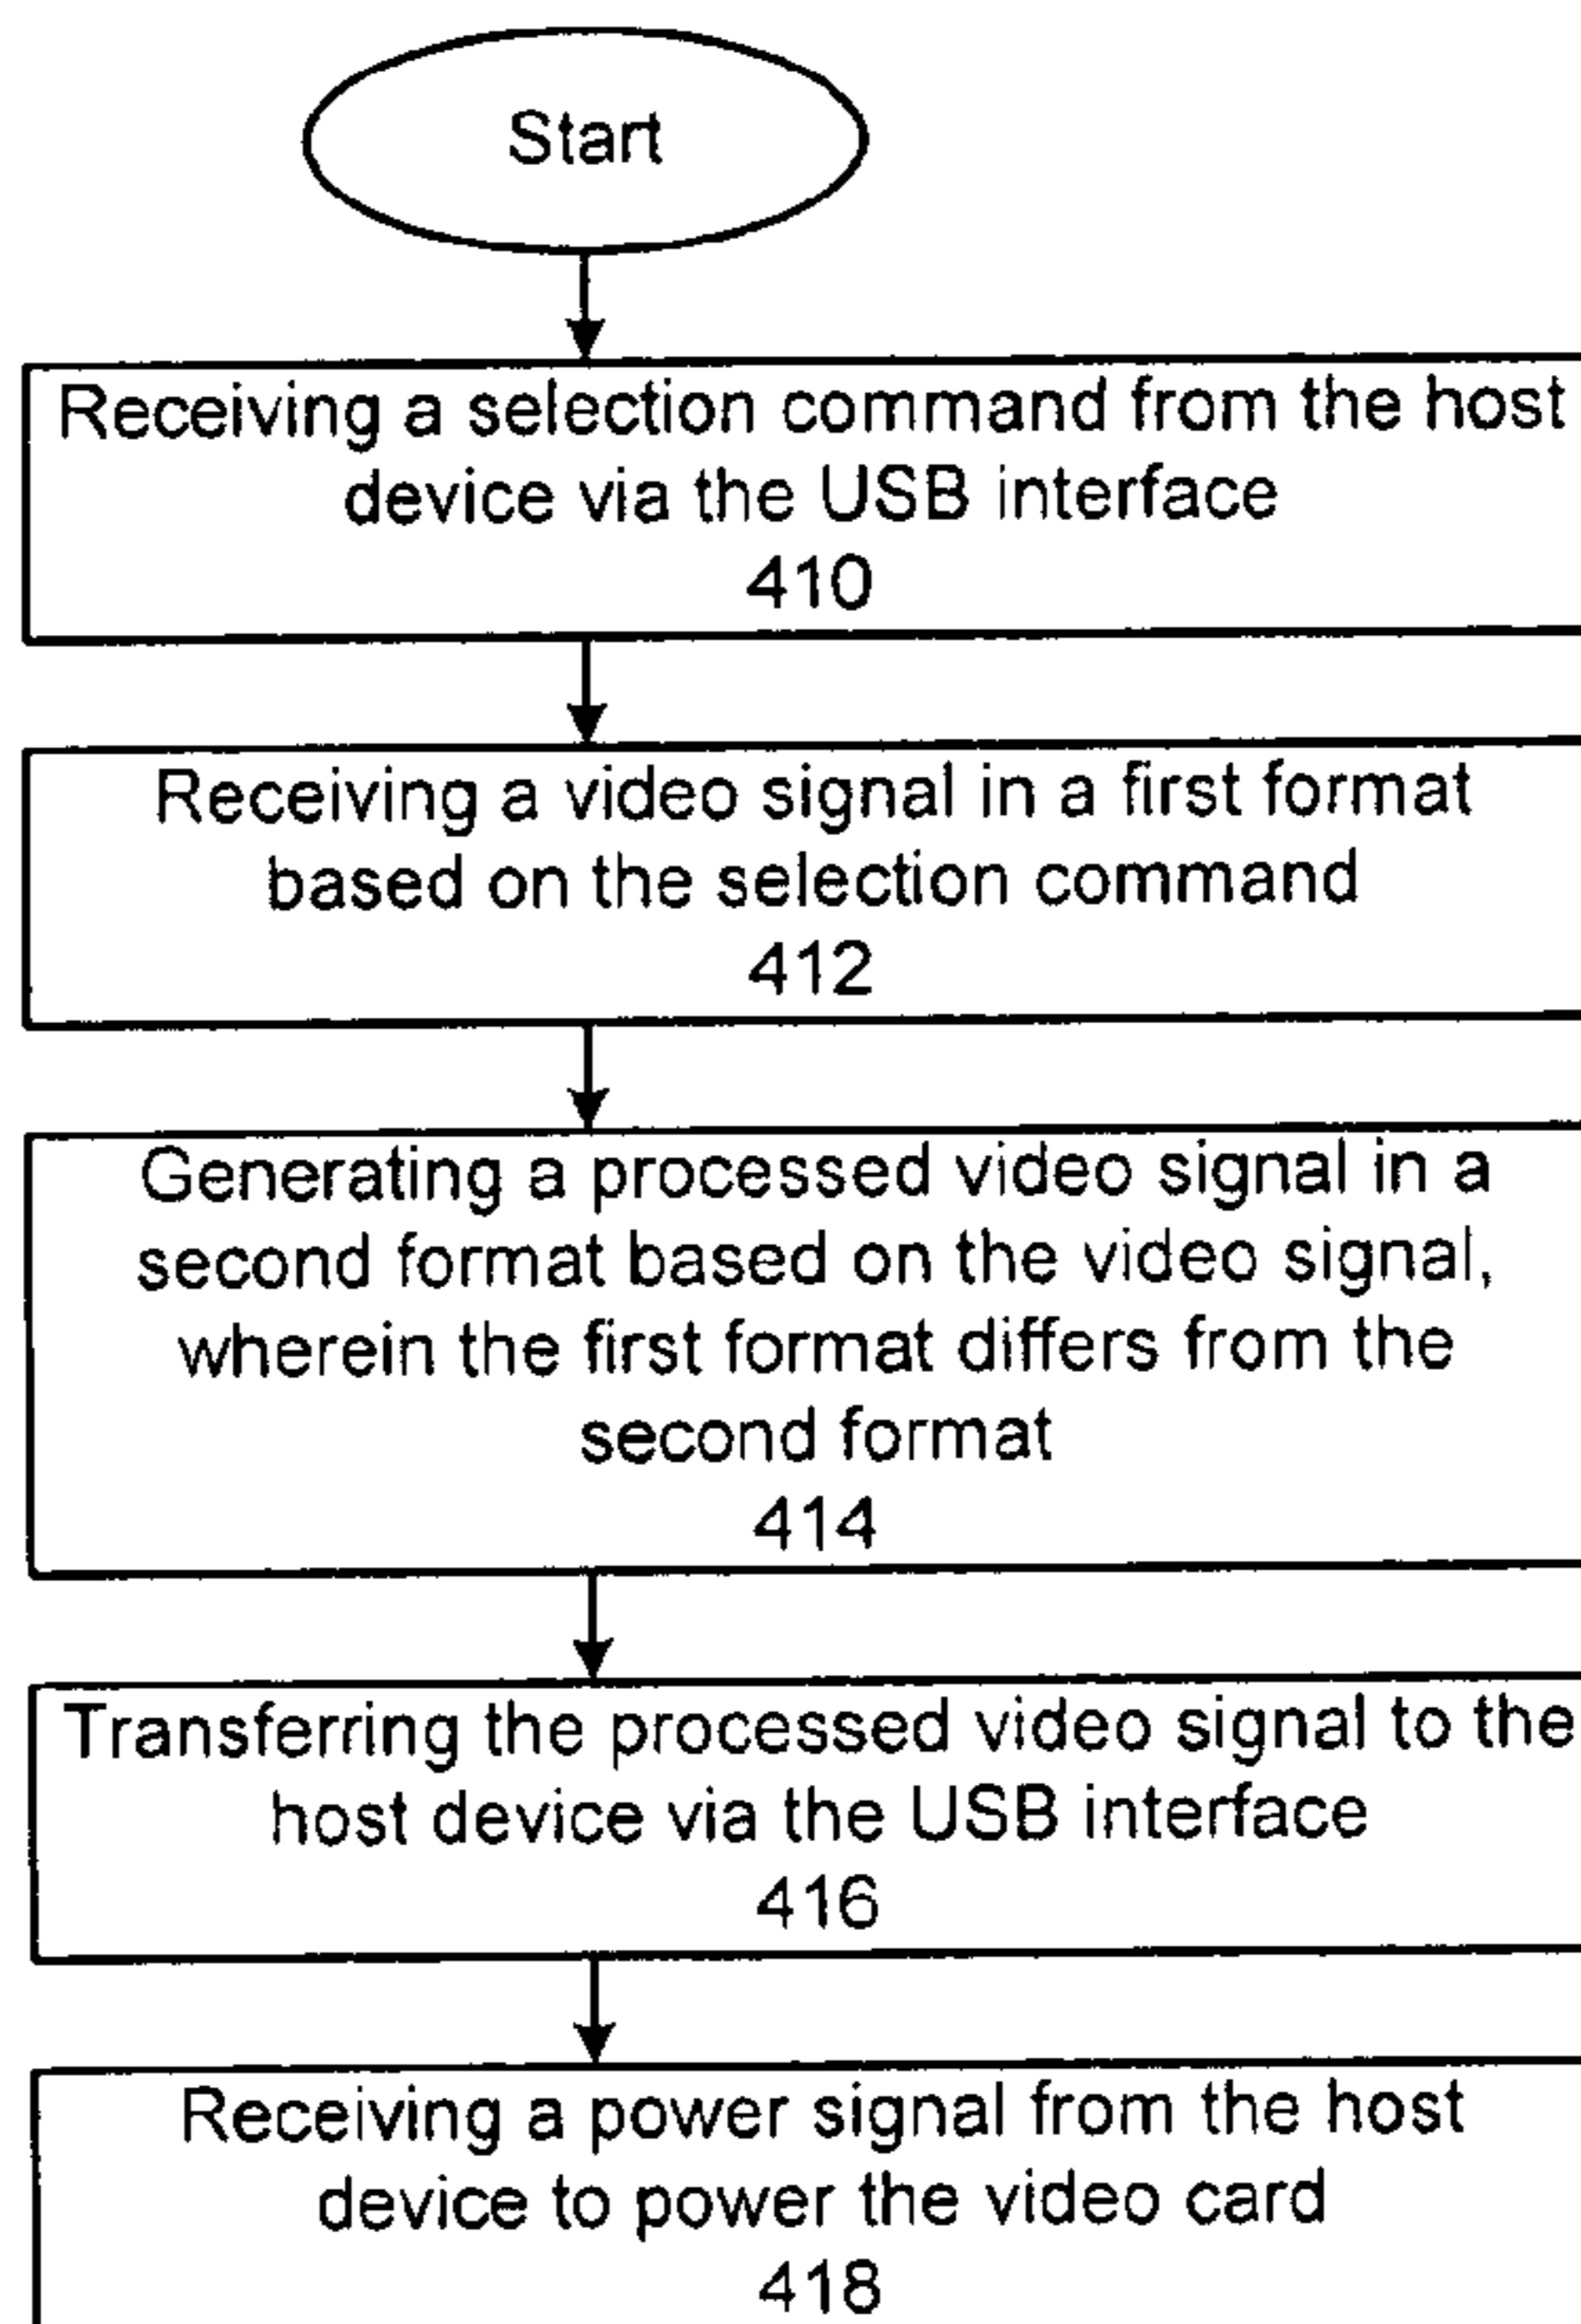 Start
Receiving a selection command from the host
device via the USB interface
410
Receiving a video signal in a first format
based on the selection command
412
Generating a processed video signal in a
second format based on the video signal,
wherein the first format differs from the
second format
414
Transferring the processed video signal to the
host device via the USB interface
416
Receiving a power signal from the host
device to power the video card
418